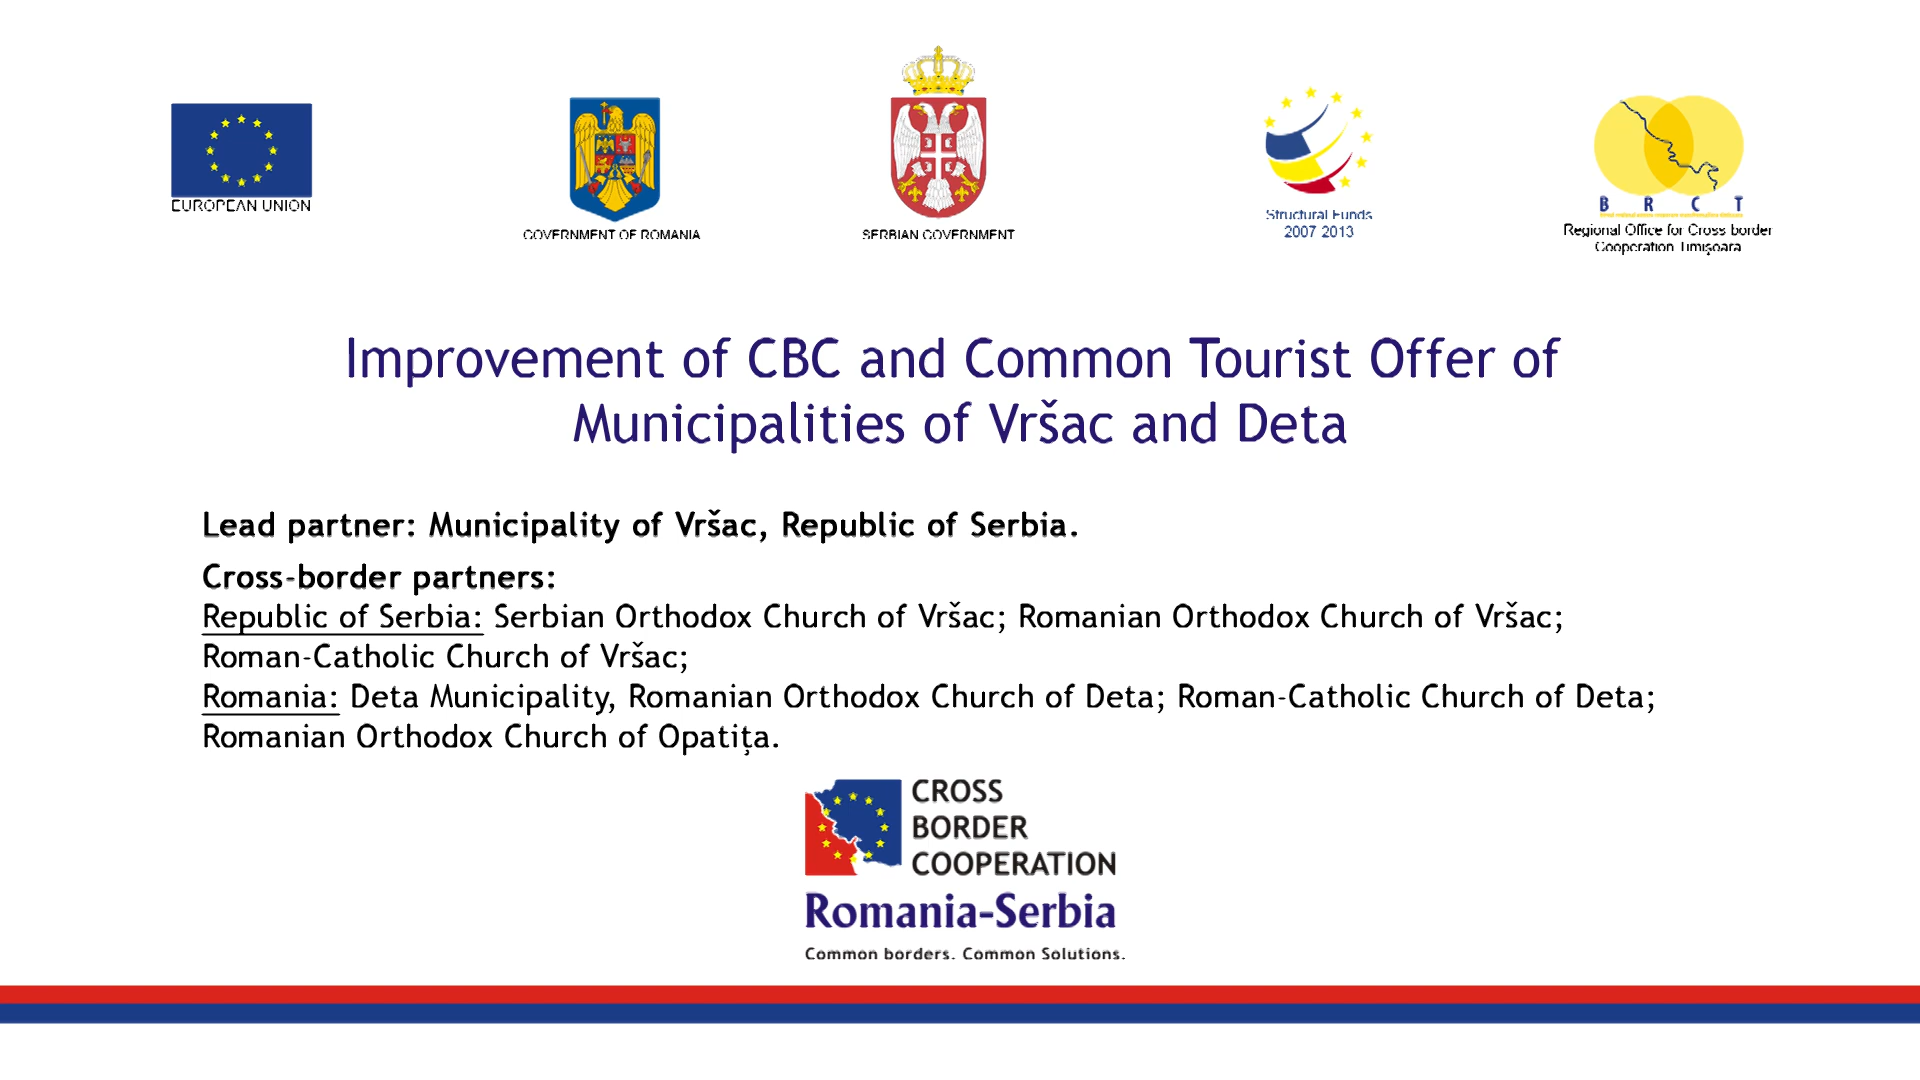 EUROPEAN UNION
GOVERNMENT OF ROMANIA
SERBIAN GOVERNMENT
Structural Funds
2007 2013
B R C T
Regional Office for Cross border
Cooperation Timișoara
Improvement of CBC and Common Tourist Offer of
Municipalities of Vršac and Deta
Lead partner: Municipality of Vršac, Republic of Serbia.
Cross-border partners:
Republic of Serbia: Serbian Orthodox Church of Vršac; Romanian Orthodox Church of Vršac;
Roman-Catholic Church of Vršac;
Romania: Deta Municipality, Romanian Orthodox Church of Deta; Roman-Catholic Church of Deta;
Romanian Orthodox Church of Opatița.
CROSS
BORDER
COOPERATION
Romania-Serbia
Common borders. Common Solutions.